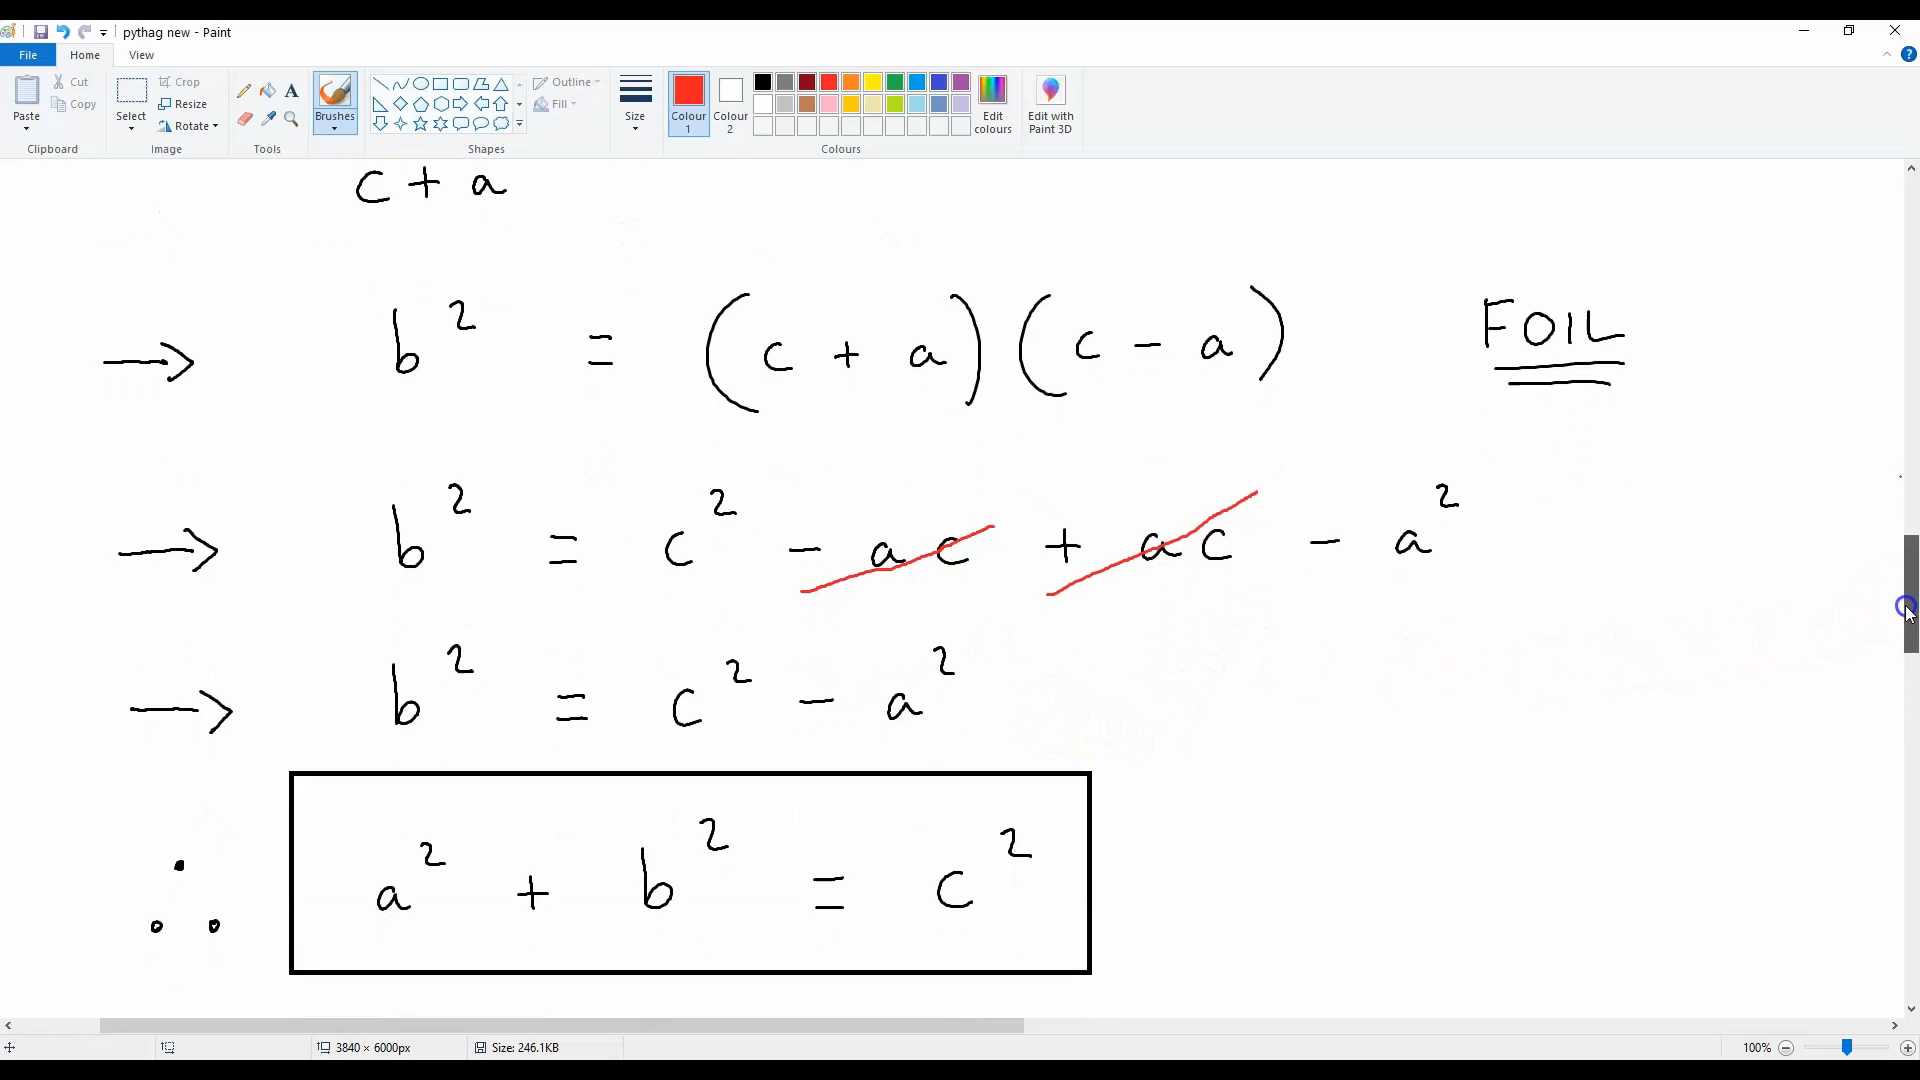 pythag new - Paint
File Home View
Paste
Cut
Copy
Clipboard
Select
Crop
Resize
Rotate
Image
A
Tools
Brushes
Shapes
Outline
Fill
Size
Colour 1
Colour 2
Colours
Edit colours
Edit with Paint 3D
?
c + a
→ b² = (c + a)(c - a) FOIL
→ b² = c² - ac + ac - a²
→ b² = c² - a²
∴ a² + b² = c²
3840 × 6000px
Size: 246.1KB
100%